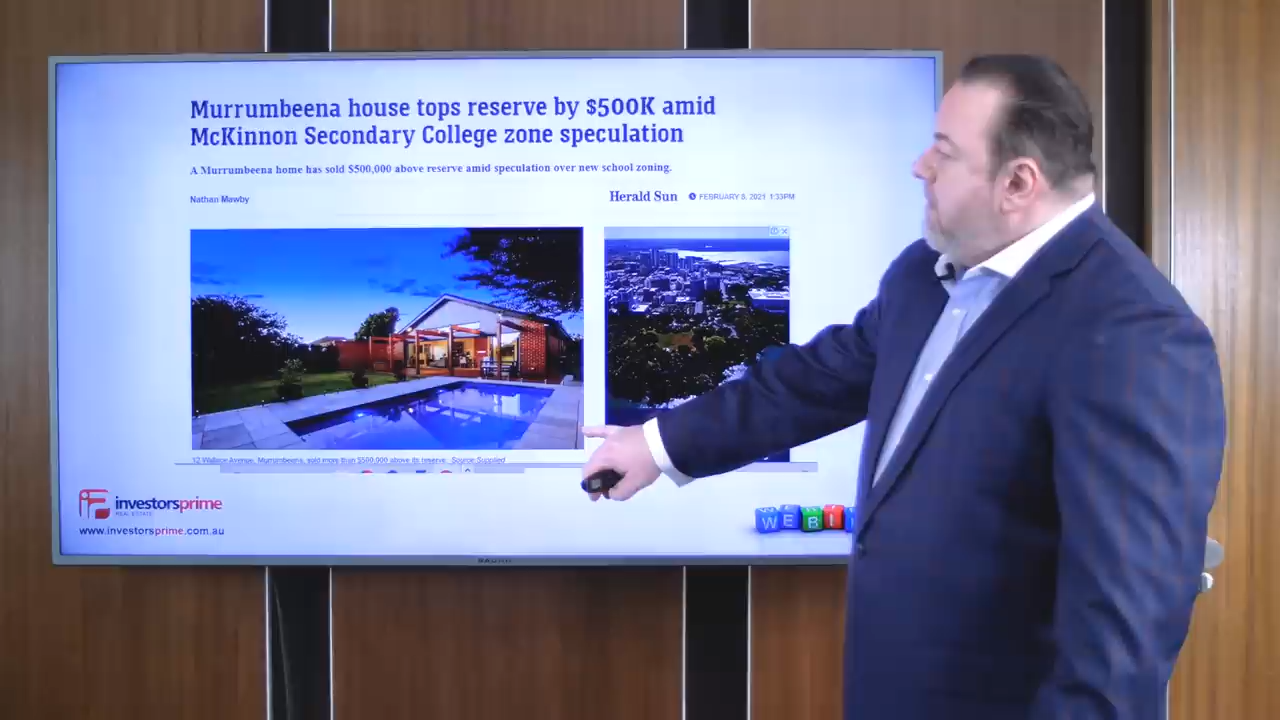 Murrumbeena house tops reserve by $500K amid
McKinnon Secondary College zone speculation
A Murrumbeena home has sold $500,000 above reserve amid speculation over new school zoning.
Nathan Mawby
Herald Sun FEBRUARY 5, 2021 1:33PM
12 Wallace Avenue, Murrumbeena, sold more than $500,000 above its reserve. Source:Supplied
investorsprime
REAL ESTATE
www.investorsprime.com.au
WEBI